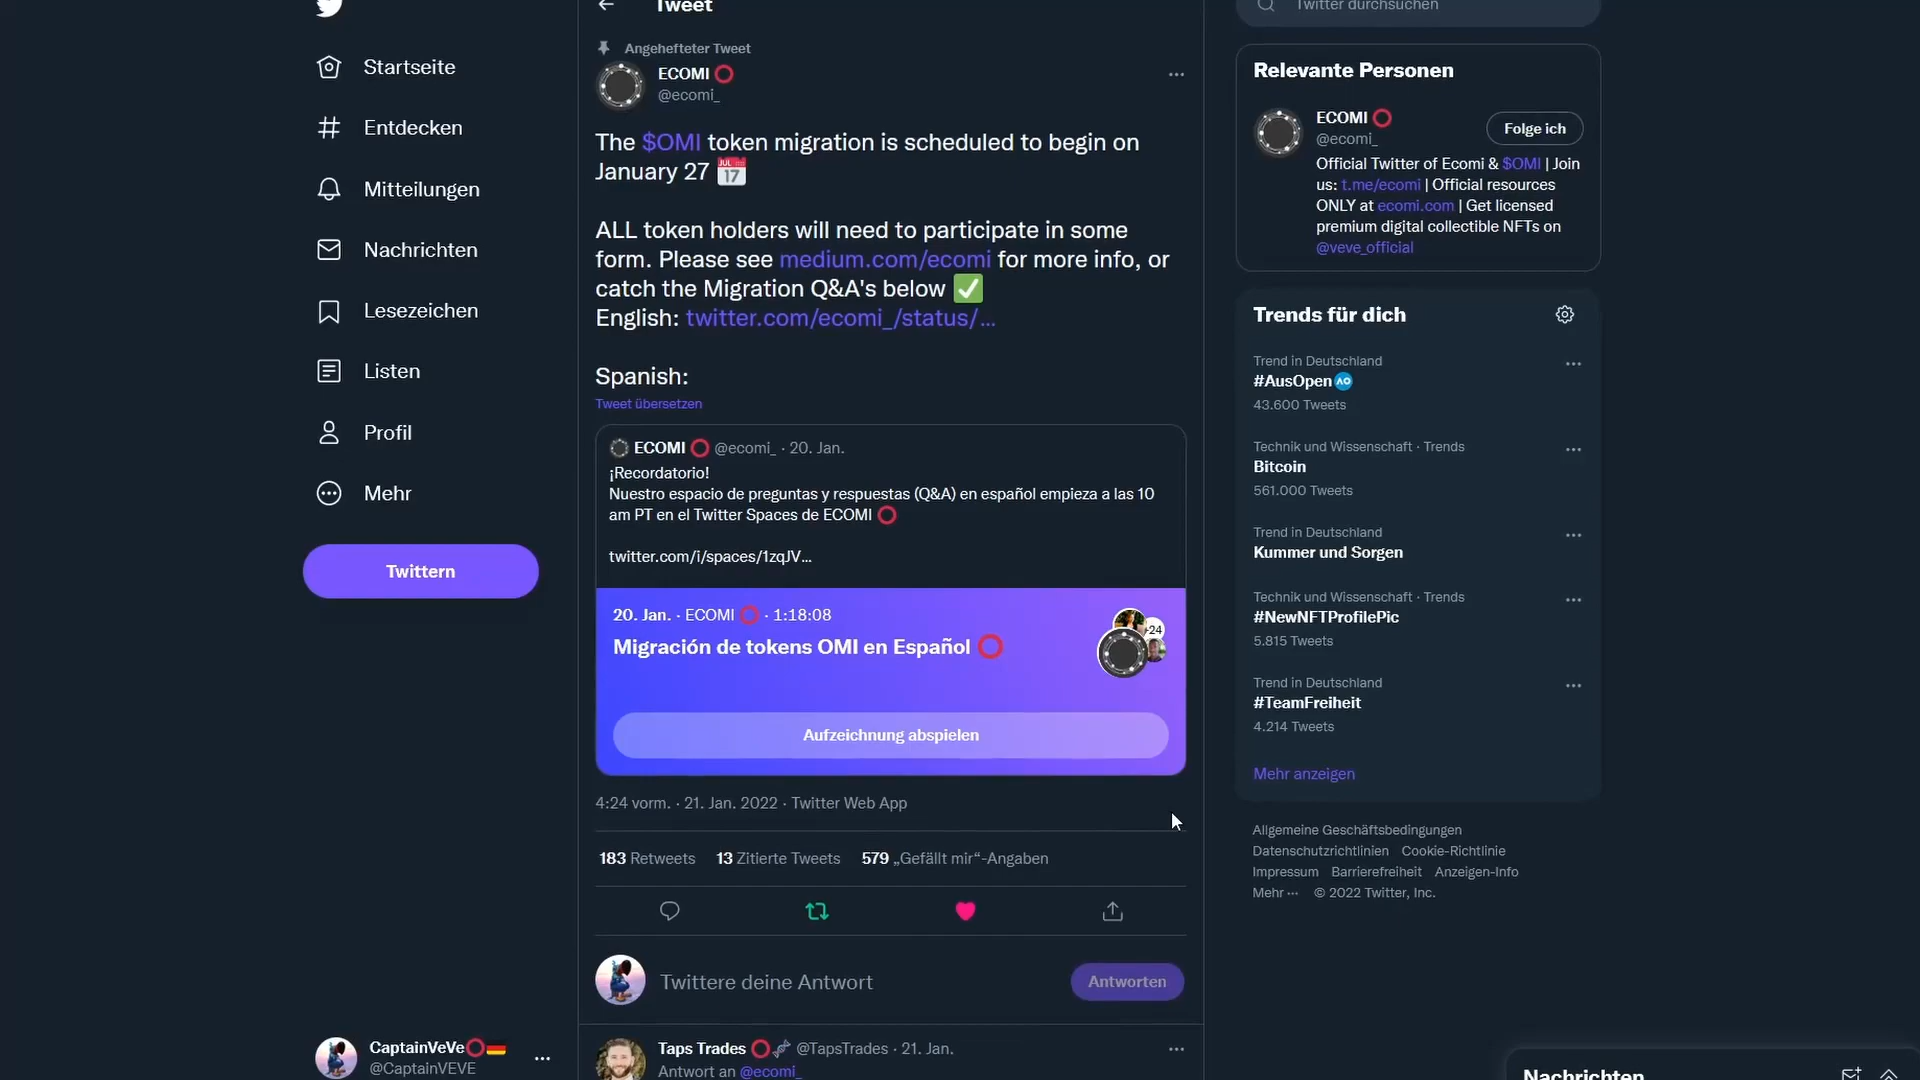 Startseite
Entdecken
Mitteilungen
Nachrichten
Lesezeichen
Listen
Profil
Mehr
Twittern
CaptainVeVe
@CaptainVEVE
Tweet
Angehefteter Tweet
ECOMI
@ecomi_
The $OMI token migration is scheduled to begin on
January 27
JUL
17
ALL token holders will need to participate in some
form. Please see medium.com/ecomi for more info, or
catch the Migration Q&A's below
English: twitter.com/ecomi_/status/...
Spanish:
Tweet übersetzen
ECOMI @ecomi_ · 20. Jan.
¡Recordatorio!
Nuestro espacio de preguntas y respuestas (Q&A) en español empieza a las 10
am PT en el Twitter Spaces de ECOMI
twitter.com/i/spaces/1zqJV...
20. Jan. · ECOMI · 1:18:08
+24
Migración de tokens OMI en Español
Aufzeichnung abspielen
4:24 vorm. · 21. Jan. 2022 · Twitter Web App
183 Retweets 13 Zitierte Tweets 579 „Gefällt mir“-Angaben
Twittere deine Antwort
Antworten
Taps Trades @TapsTrades · 21. Jan.
Antwort an @ecomi_
Twitter durchsuchen
Relevante Personen
ECOMI
@ecomi_
Folge ich
Official Twitter of Ecomi & $OMI | Join
us: t.me/ecomi | Official resources
ONLY at ecomi.com | Get licensed
premium digital collectible NFTs on
@veve_official
Trends für dich
Trend in Deutschland
#AusOpen AO
43.600 Tweets
Technik und Wissenschaft · Trends
Bitcoin
561.000 Tweets
Trend in Deutschland
Kummer und Sorgen
Technik und Wissenschaft · Trends
#NewNFTProfilePic
5.815 Tweets
Trend in Deutschland
#TeamFreiheit
4.214 Tweets
Mehr anzeigen
Allgemeine Geschäftsbedingungen
Datenschutzrichtlinien Cookie-Richtlinie
Impressum Barrierefreiheit Anzeigen-Info
Mehr ··· © 2022 Twitter, Inc.
Nachrichten